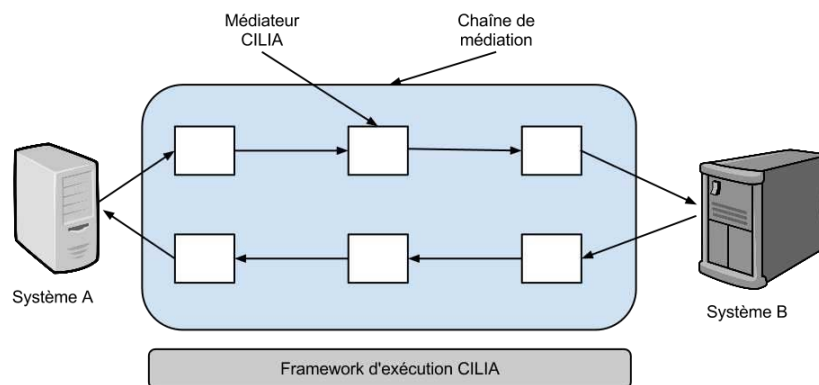 Médiateur
CILIA
Chaîne de
médiation
Système A
Système B
Framework d'exécution CILIA